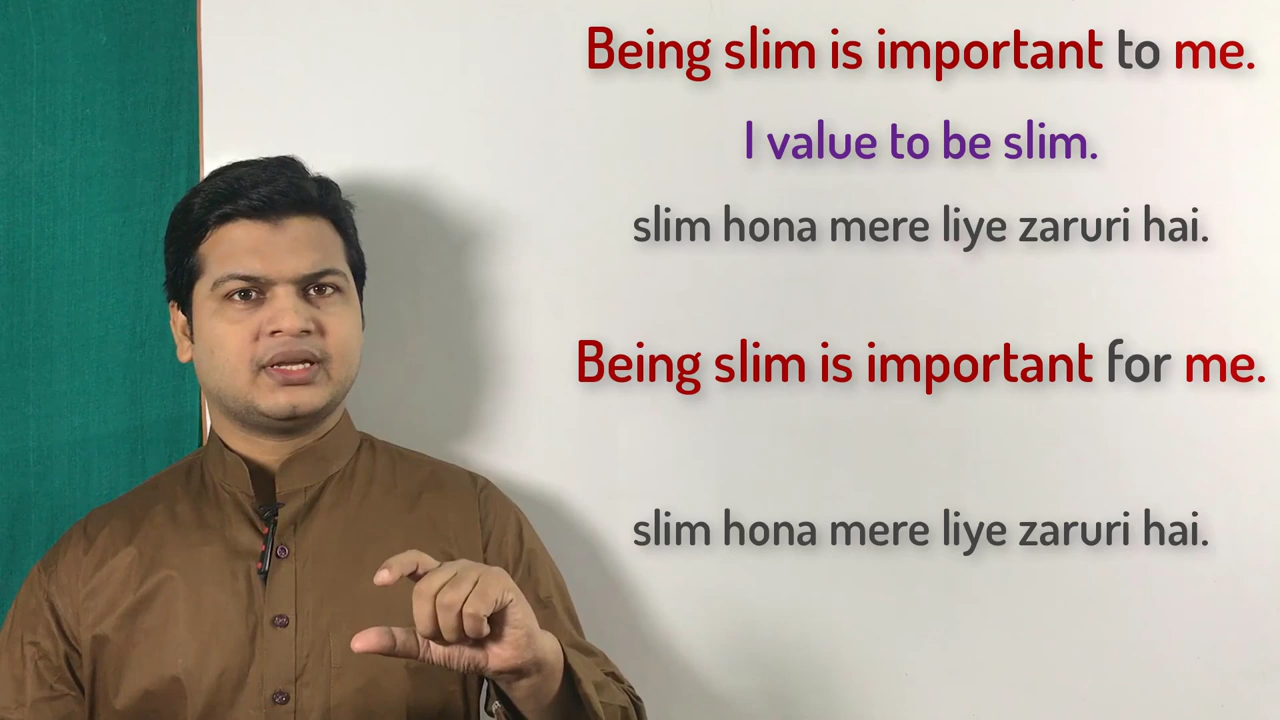 Being slim is important to me.
I value to be slim.
slim hona mere liye zaruri hai.
Being slim is important for me.
slim hona mere liye zaruri hai.